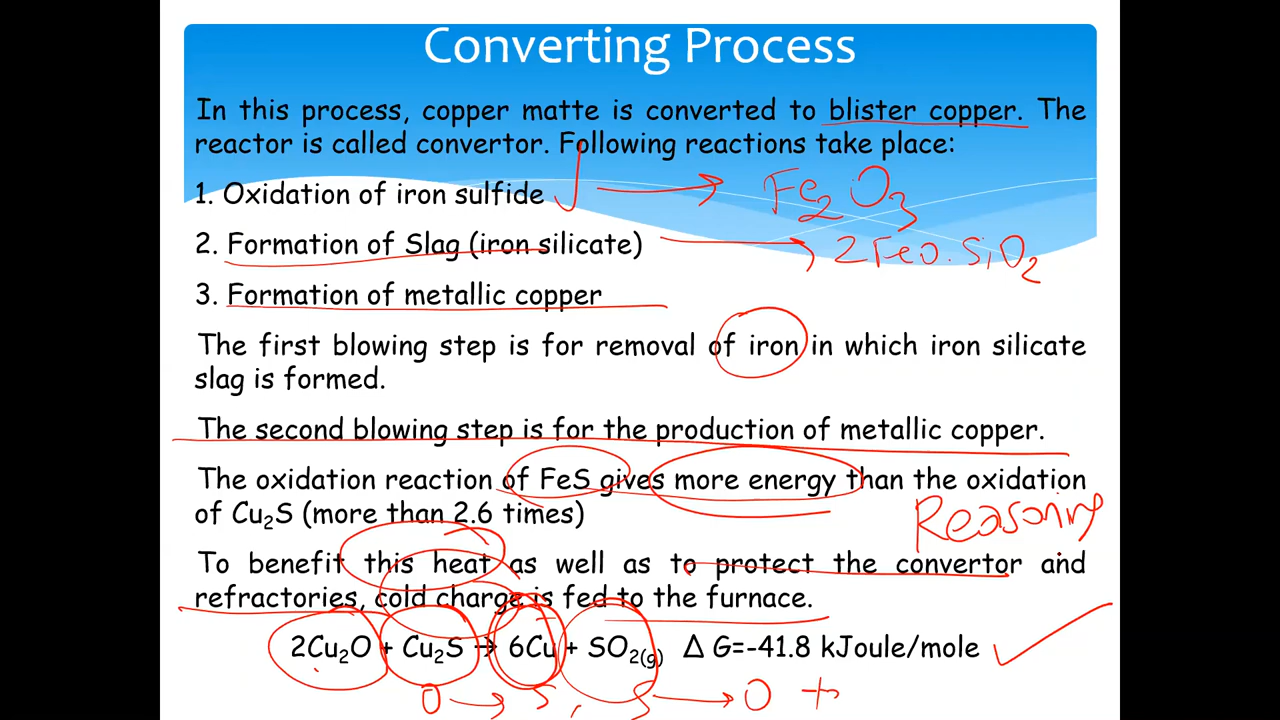 Converting Process
In this process, copper matte is converted to blister copper. The
reactor is called convertor. Following reactions take place:
1. Oxidation of iron sulfide → Fe2O3
2. Formation of Slag (iron silicate) → 2FeO.SiO2
3. Formation of metallic copper
The first blowing step is for removal of iron in which iron silicate
slag is formed.
The second blowing step is for the production of metallic copper.
The oxidation reaction of FeS gives more energy than the oxidation
of Cu₂S (more than 2.6 times)
Reasoning
To benefit this heat as well as to protect the convertor and
refractories, cold charge is fed to the furnace.
2Cu₂O + Cu₂S → 6Cu + SO₂(g) Δ G=-41.8 kJoule/mole
O → S, S → O +